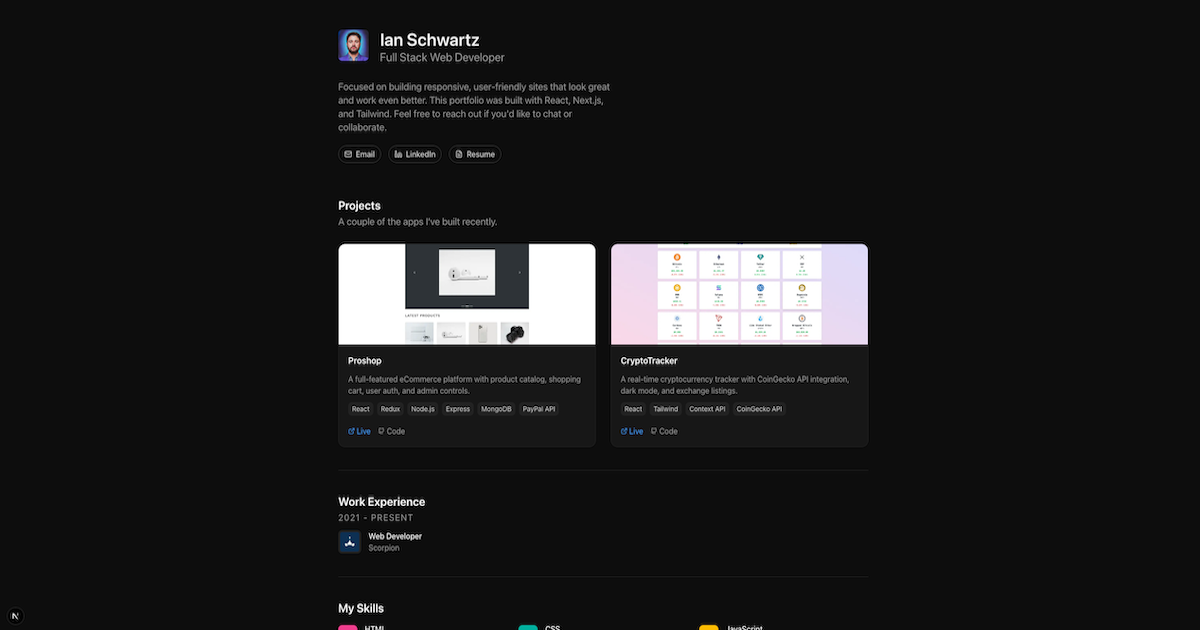 Ian Schwartz
Full Stack Web Developer
Focused on building responsive, user-friendly sites that look great
and work even better. This portfolio was built with React, Next.js,
and Tailwind. Feel free to reach out if you'd like to chat or
collaborate.
Email LinkedIn Resume
Projects
A couple of the apps I've built recently.
LATEST PRODUCTS
Proshop
A full-featured eCommerce platform with product catalog, shopping
cart, user auth, and admin controls.
React Redux Node.js Express MongoDB PayPal API
Live Code
CryptoTracker
A real-time cryptocurrency tracker with CoinGecko API integration,
dark mode, and exchange listings.
React Tailwind Context API CoinGecko API
Live Code
Work Experience
2021 - PRESENT
Web Developer
Scorpion
My Skills
HTML CSS JavaScript
N